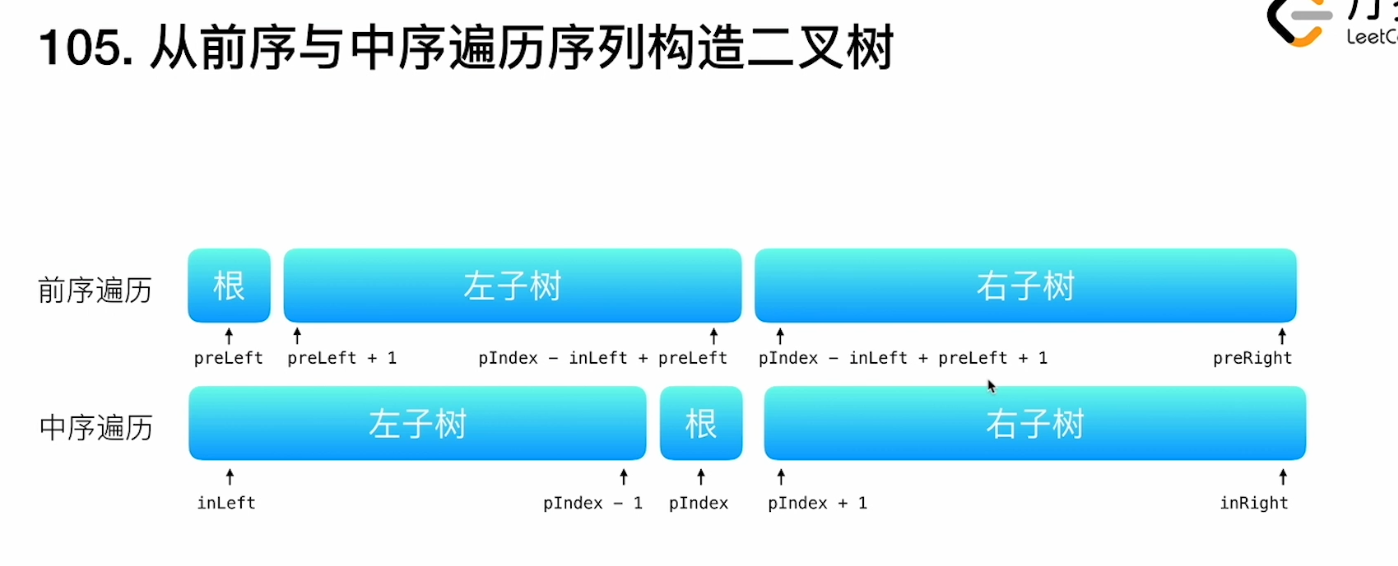 105. 从前序与中序遍历序列构造二叉树
LeetC
前序遍历
根
左子树
右子树
preLeft
preLeft + 1
pIndex - inLeft + preLeft
pIndex - inLeft + preLeft + 1
preRight
中序遍历
左子树
根
右子树
inLeft
pIndex - 1
pIndex
pIndex + 1
inRight